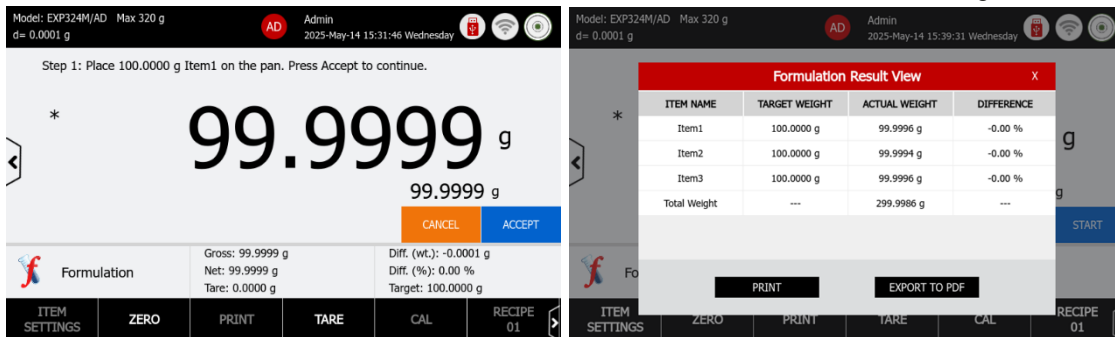 Model: EXP324M/AD Max 320 g
d= 0.0001 g
AD
Admin
2025-May-14 15:31:46 Wednesday
Step 1: Place 100.0000 g Item1 on the pan. Press Accept to continue.
*
99.9999 g
99.9999 g
CANCEL
ACCEPT
Formulation
Gross: 99.9999 g
Net: 99.9999 g
Tare: 0.0000 g
Diff. (wt.): -0.0001 g
Diff. (%): 0.00 %
Target: 100.0000 g
ITEM SETTINGS
ZERO
PRINT
TARE
CAL
RECIPE 01
Model: EXP324M/AD Max 320 g
d= 0.0001 g
AD
Admin
2025-May-14 15:39:31 Wednesday
Formulation Result View X
ITEM NAME TARGET WEIGHT ACTUAL WEIGHT DIFFERENCE
Item1 100.0000 g 99.9996 g -0.00 %
Item2 100.0000 g 99.9994 g -0.00 %
Item3 100.0000 g 99.9996 g -0.00 %
Total Weight --- 299.9986 g ---
PRINT
EXPORT TO PDF
*
g
g
START
Fo
ITEM SETTINGS
ZERO
PRINT
TARE
CAL
RECIPE 01